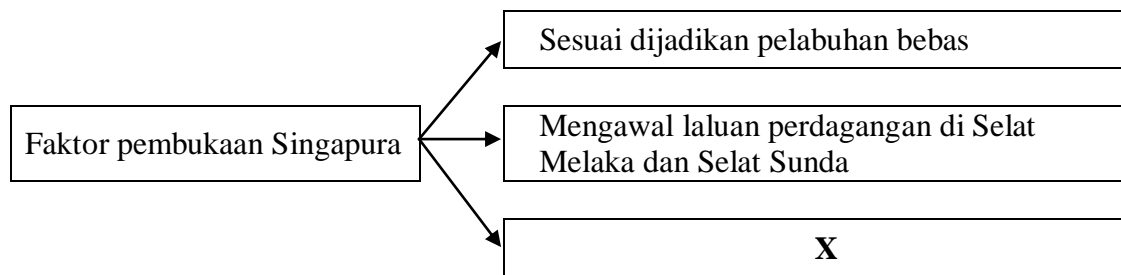 Sesuai dijadikan pelabuhan bebas
Faktor pembukaan Singapura
Mengawal laluan perdagangan di Selat
Melaka dan Selat Sunda
X